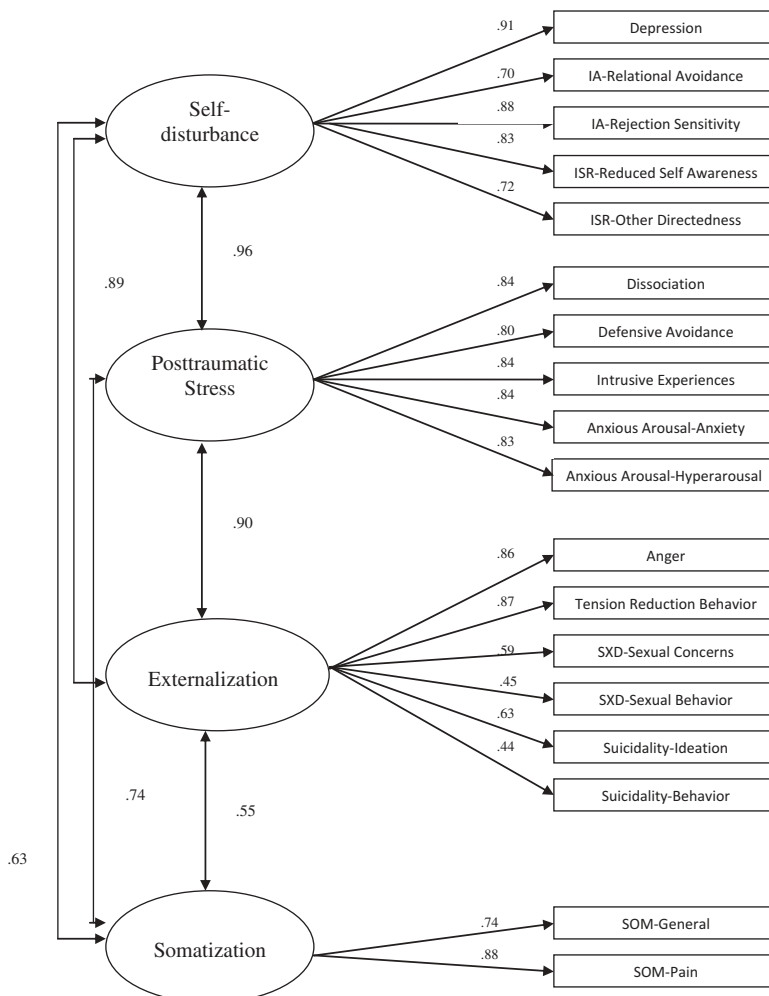 .91
Depression
.70
IA-Relational Avoidance
Self-
disturbance
.88
IA-Rejection Sensitivity
.83
ISR-Reduced Self Awareness
.72
ISR-Other Directedness
.96
.89
.84
Dissociation
.80
Defensive Avoidance
Posttraumatic
Stress
.84
Intrusive Experiences
.84
Anxious Arousal-Anxiety
.83
Anxious Arousal-Hyperarousal
.90
.86
Anger
.87
Tension Reduction Behavior
Externalization
.59
SXD-Sexual Concerns
.45
SXD-Sexual Behavior
.63
Suicidality-Ideation
.44
Suicidality-Behavior
.74
.55
.63
Somatization
.74
SOM-General
.88
SOM-Pain